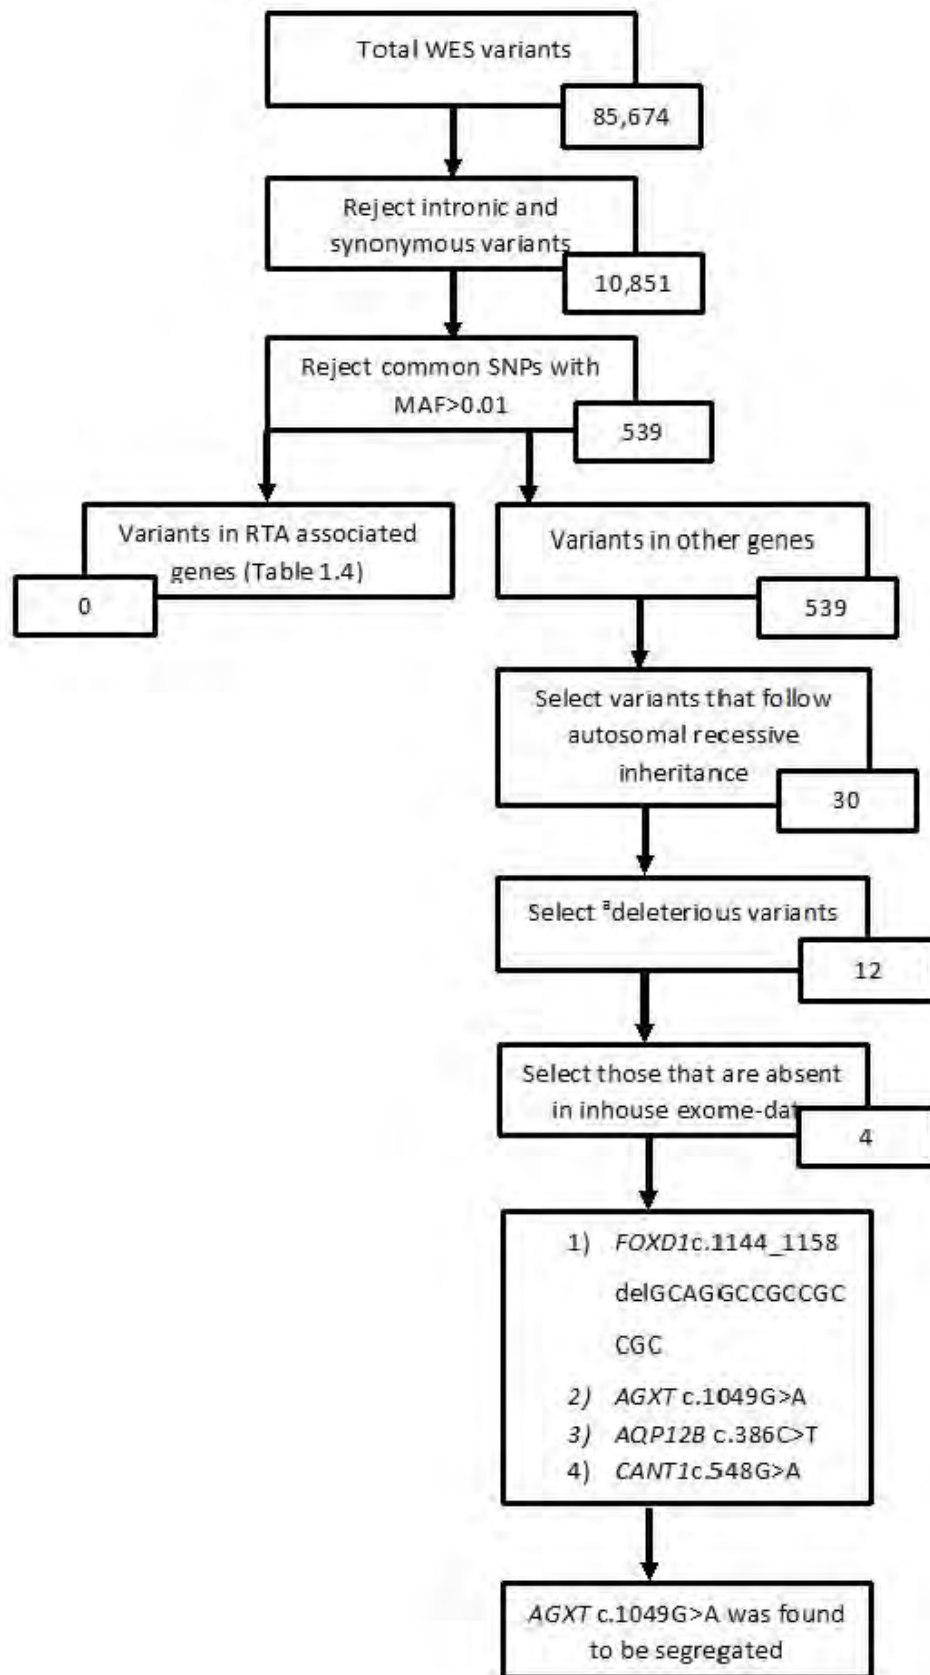 Total WES variants
85,674
Reject intronic and
synonymous variants
10,851
Reject common SNPs with
MAF>0.01
539
Variants in RTA associated
genes (Table 1.4)
0
Variants in other genes
539
Select variants that follow
autosomal recessive
inheritance
30
Select ªdeleterious variants
12
Select those that are absent
in inhouse exome-dat
4
1) FOXD1c.1144_1158
delGCAGGCCGCCGC
CGC
2) AGXT c.1049G>A
3) AQP12B c.386C>T
4) CANT1c.548G>A
AGXT c.1049G>A was found
to be segregated